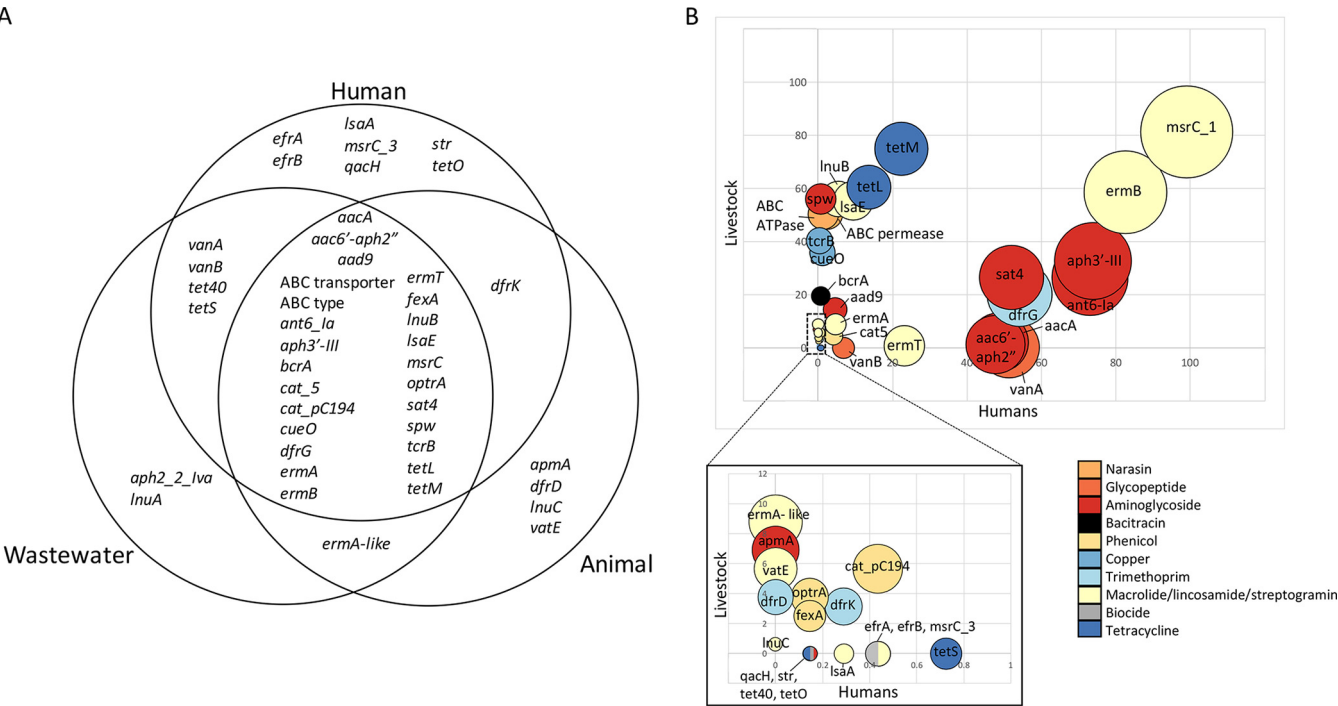 A
Human
efrA
efrB
lsaA
msrC_3
qacH
str
tetO
vanA
vanB
tet40
tetS
aacA
aac6′-aph2”
aad9
ABC transporter
ABC type
ant6_Ia
aph3′-III
bcrA
cat_5
cat_pC194
cueO
dfrG
ermA
ermB
ermT
fexA
lnuB
lsaE
msrC
optrA
sat4
spw
tcrB
tetL
tetM
dfrK
aph2_2_Iva
lnuA
apmA
dfrD
lnuC
vatE
ermA-like
Wastewater
Animal
B
Livestock
100
80
60
40
20
0
0
20
40
60
80
100
Humans
msrC_1
ermB
tetM
tetL
lnuB
spw
lsaE
ABC
ATPase
ABC permease
tcrB
cueO
bcrA
aad9
ermA
cat5
vanB
ermT
sat4
aph3′-III
ant6-Ia
dfrG
aacA
aac6′-
aph2”
vanA
Livestock
12
10
6
4
2
0
0
0.2
0.4
0.6
0.8
1
Humans
ermA- like
apmA
vatE
dfrD
optrA
fexA
dfrK
cat_pC194
efrA, efrB, msrC_3
lnuC
qacH, str,
tet40, tetO
lsaA
tetS
Narasin
Glycopeptide
Aminoglycoside
Bacitracin
Phenicol
Copper
Trimethoprim
Macrolide/lincosamide/streptogramin
Biocide
Tetracycline